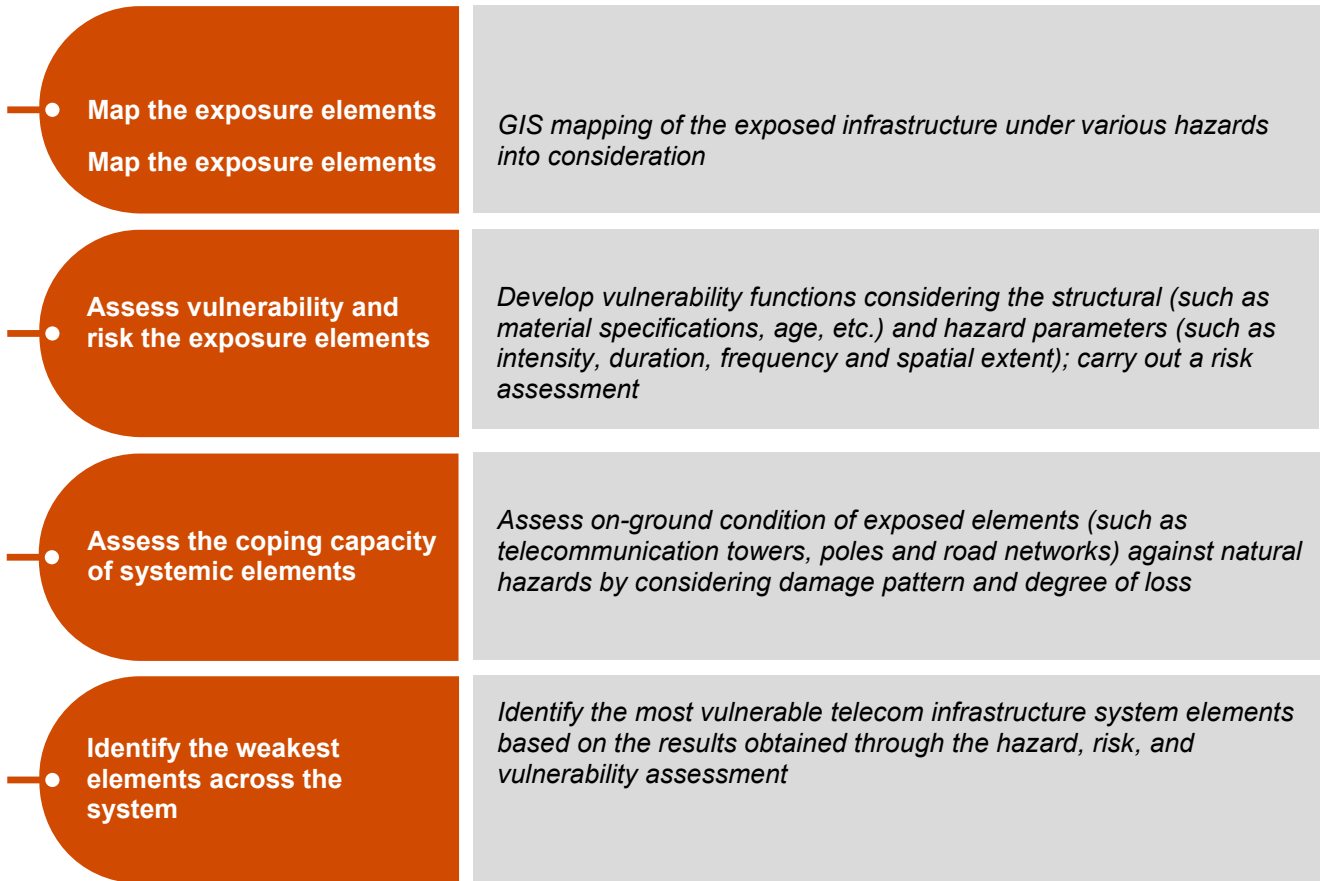 Map the exposure elements
Map the exposure elements
GIS mapping of the exposed infrastructure under various hazards
into consideration
Assess vulnerability and
risk the exposure elements
Develop vulnerability functions considering the structural (such as
material specifications, age, etc.) and hazard parameters (such as
intensity, duration, frequency and spatial extent); carry out a risk
assessment
Assess the coping capacity
of systemic elements
Assess on-ground condition of exposed elements (such as
telecommunication towers, poles and road networks) against natural
hazards by considering damage pattern and degree of loss
Identify the weakest
elements across the
system
Identify the most vulnerable telecom infrastructure system elements
based on the results obtained through the hazard, risk, and
vulnerability assessment